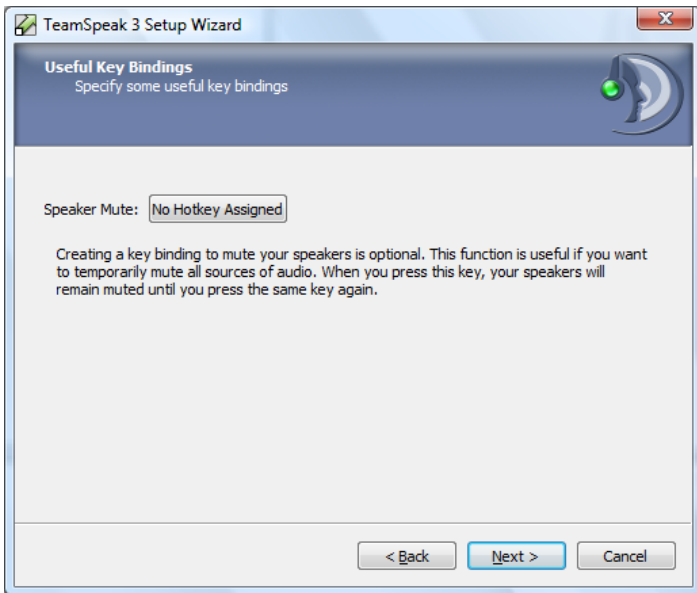 TeamSpeak 3 Setup Wizard
Useful Key Bindings
Specify some useful key bindings
Speaker Mute: No Hotkey Assigned
Creating a key binding to mute your speakers is optional. This function is useful if you want
to temporarily mute all sources of audio. When you press this key, your speakers will
remain muted until you press the same key again.
< Back Next > Cancel